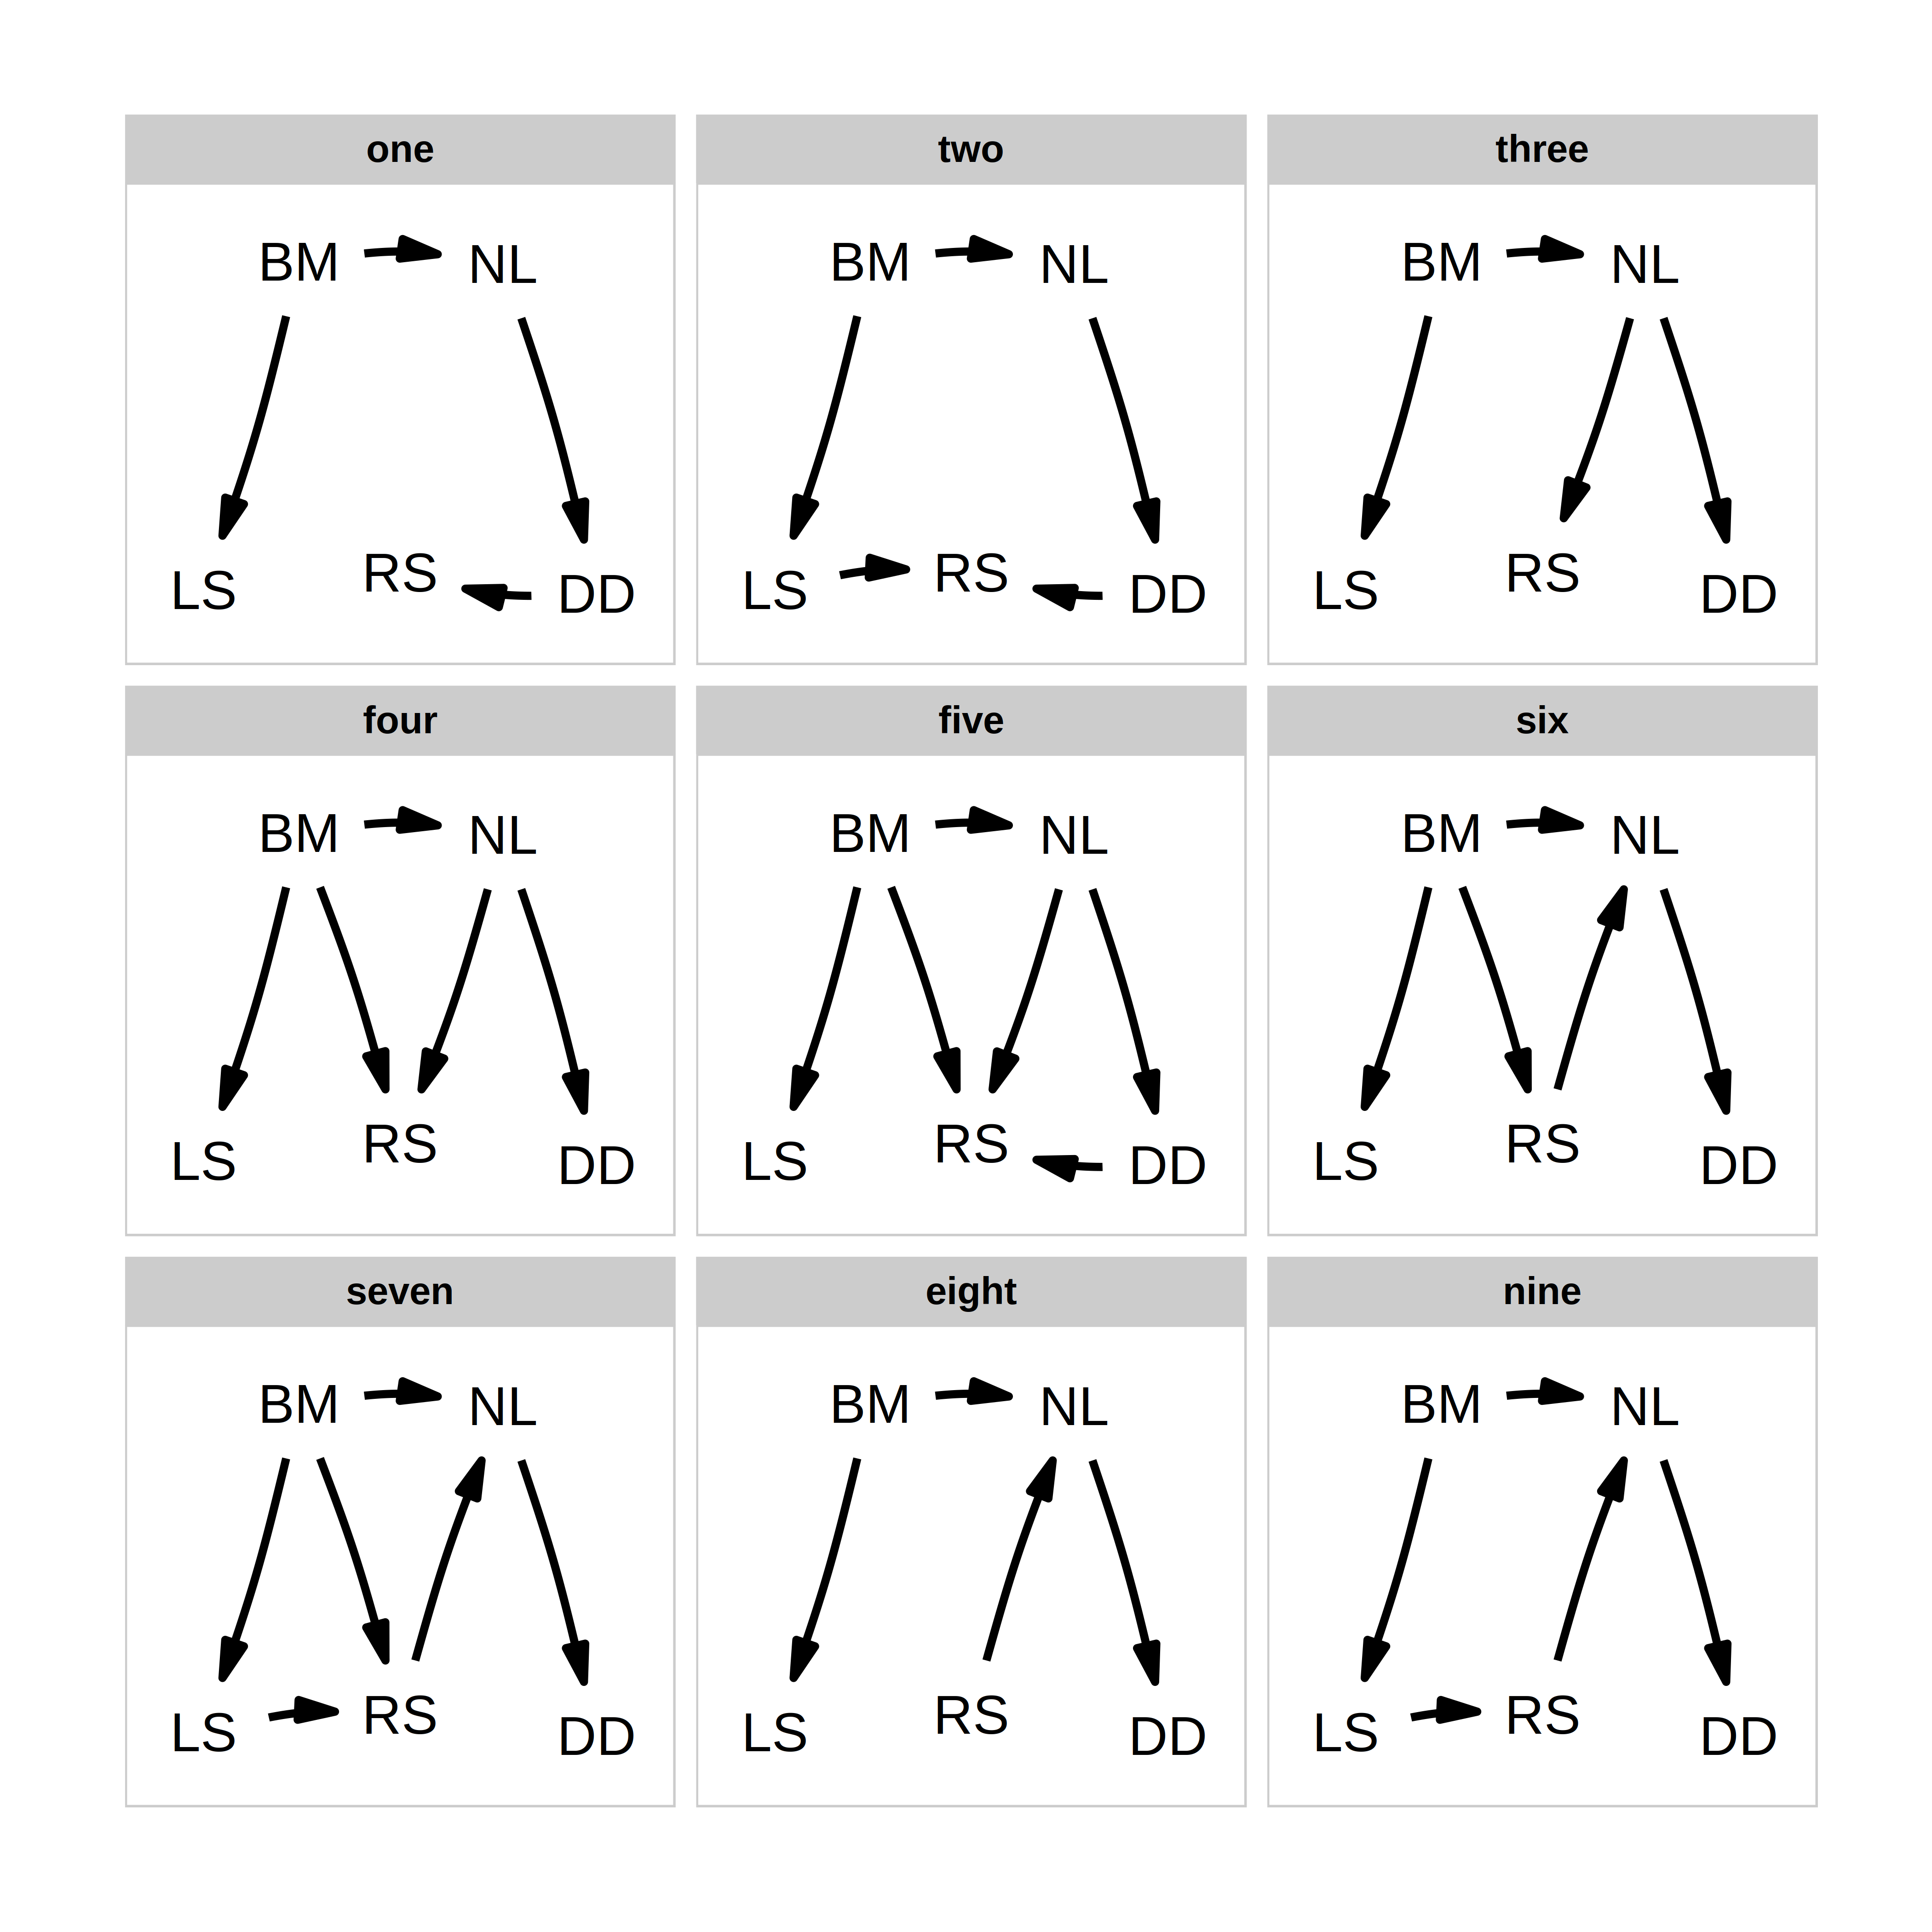 one two three
BM NL BM NL BM NL
LS RS DD LS RS DD LS RS DD
four five six
BM NL BM NL BM NL
LS RS DD LS RS DD LS RS DD
seven eight nine
BM NL BM NL BM NL
LS RS DD LS RS DD LS RS DD